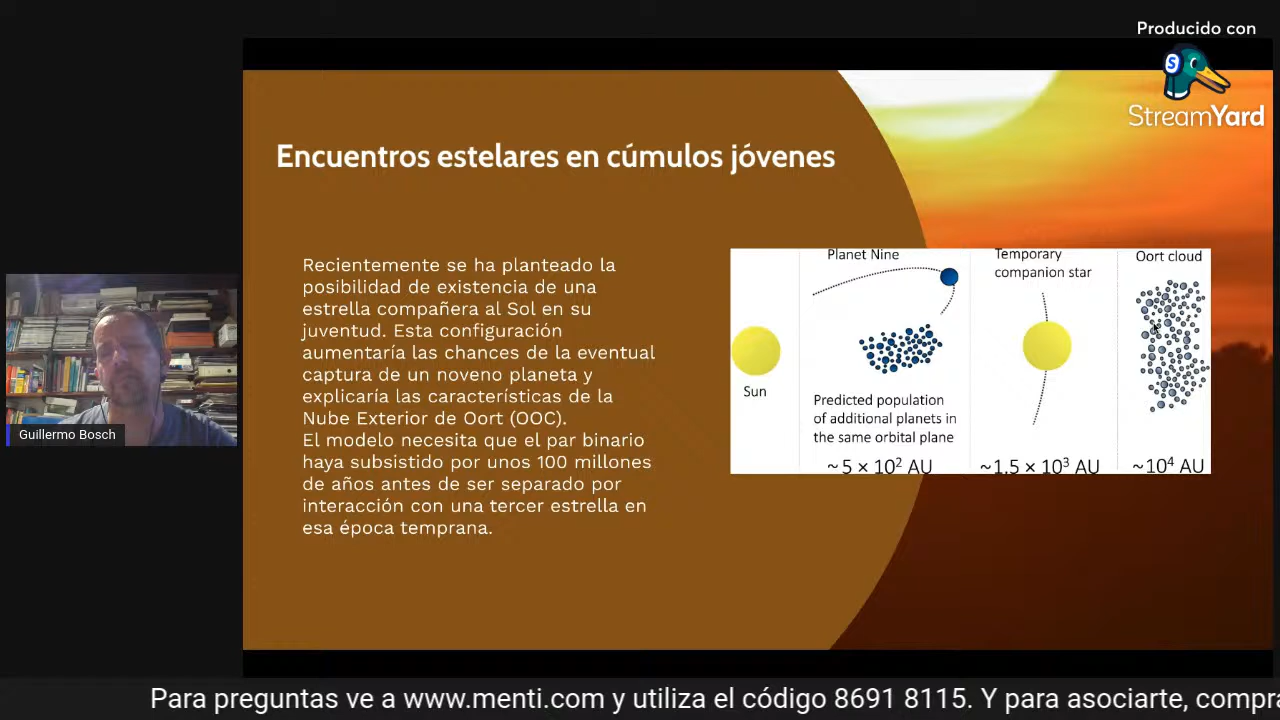 Producido con
StreamYard
Encuentros estelares en cúmulos jóvenes
Recientemente se ha planteado la
posibilidad de existencia de una
estrella compañera al Sol en su
juventud. Esta configuración
aumentaría las chances de la eventual
captura de un noveno planeta y
explicaría las características de la
Nube Exterior de Oort (OOC).
El modelo necesita que el par binario
haya subsistido por unos 100 millones
de años antes de ser separado por
interacción con una tercer estrella en
esa época temprana.
Sun
Planet Nine
Predicted population
of additional planets in
the same orbital plane
~ 5 × 10² AU
Temporary
companion star
~1.5 × 10³ AU
Oort cloud
~10⁴ AU
Guillermo Bosch
Para preguntas ve a www.menti.com y utiliza el código 8691 8115. Y para asociarte, compra